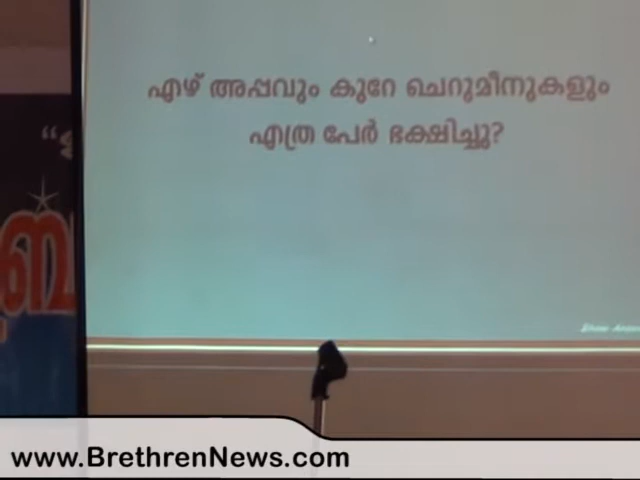 എഴ് അപ്പവും കുറേ ചെറുമീനുകളും
എത്ര പേർ ഭക്ഷിച്ചു?
www.BrethrenNews.com